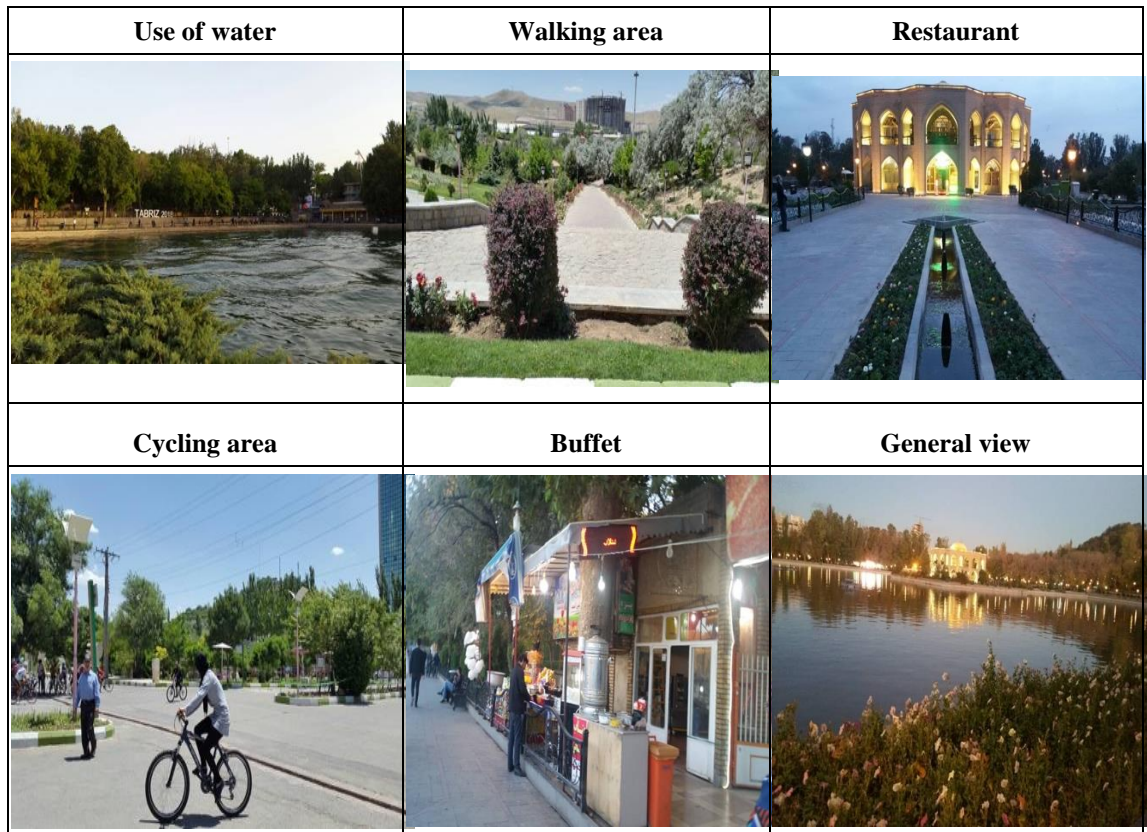 Use of water
Walking area
Restaurant
TABRIZ
Cycling area
Buffet
General view